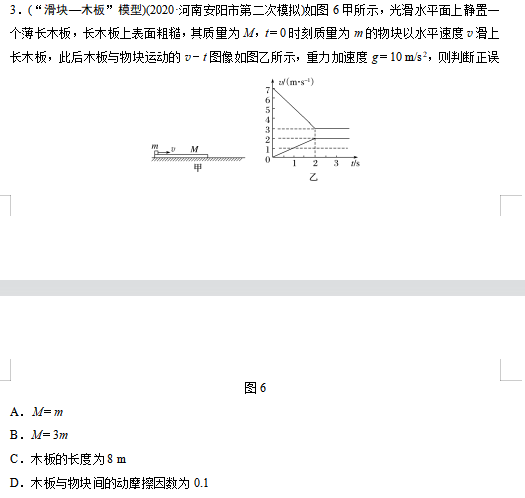 3.(“滑块—木板”模型)(2020·河南安阳市第二次模拟)如图 6 甲所示，光滑水平面上静置一
个薄长木板，长木板上表面粗糙，其质量为 M，t=0 时刻质量为 m 的物块以水平速度 v 滑上
长木板，此后木板与物块运动的 v-t 图像如图乙所示，重力加速度 g=10 m/s²，则判断正误
m v M
甲
v/(m·s⁻¹)
7
6
5
4
3
2
1
0 1 2 3 t/s
乙
图 6
A. M=m
B. M=3m
C. 木板的长度为 8 m
D. 木板与物块间的动摩擦因数为 0.1